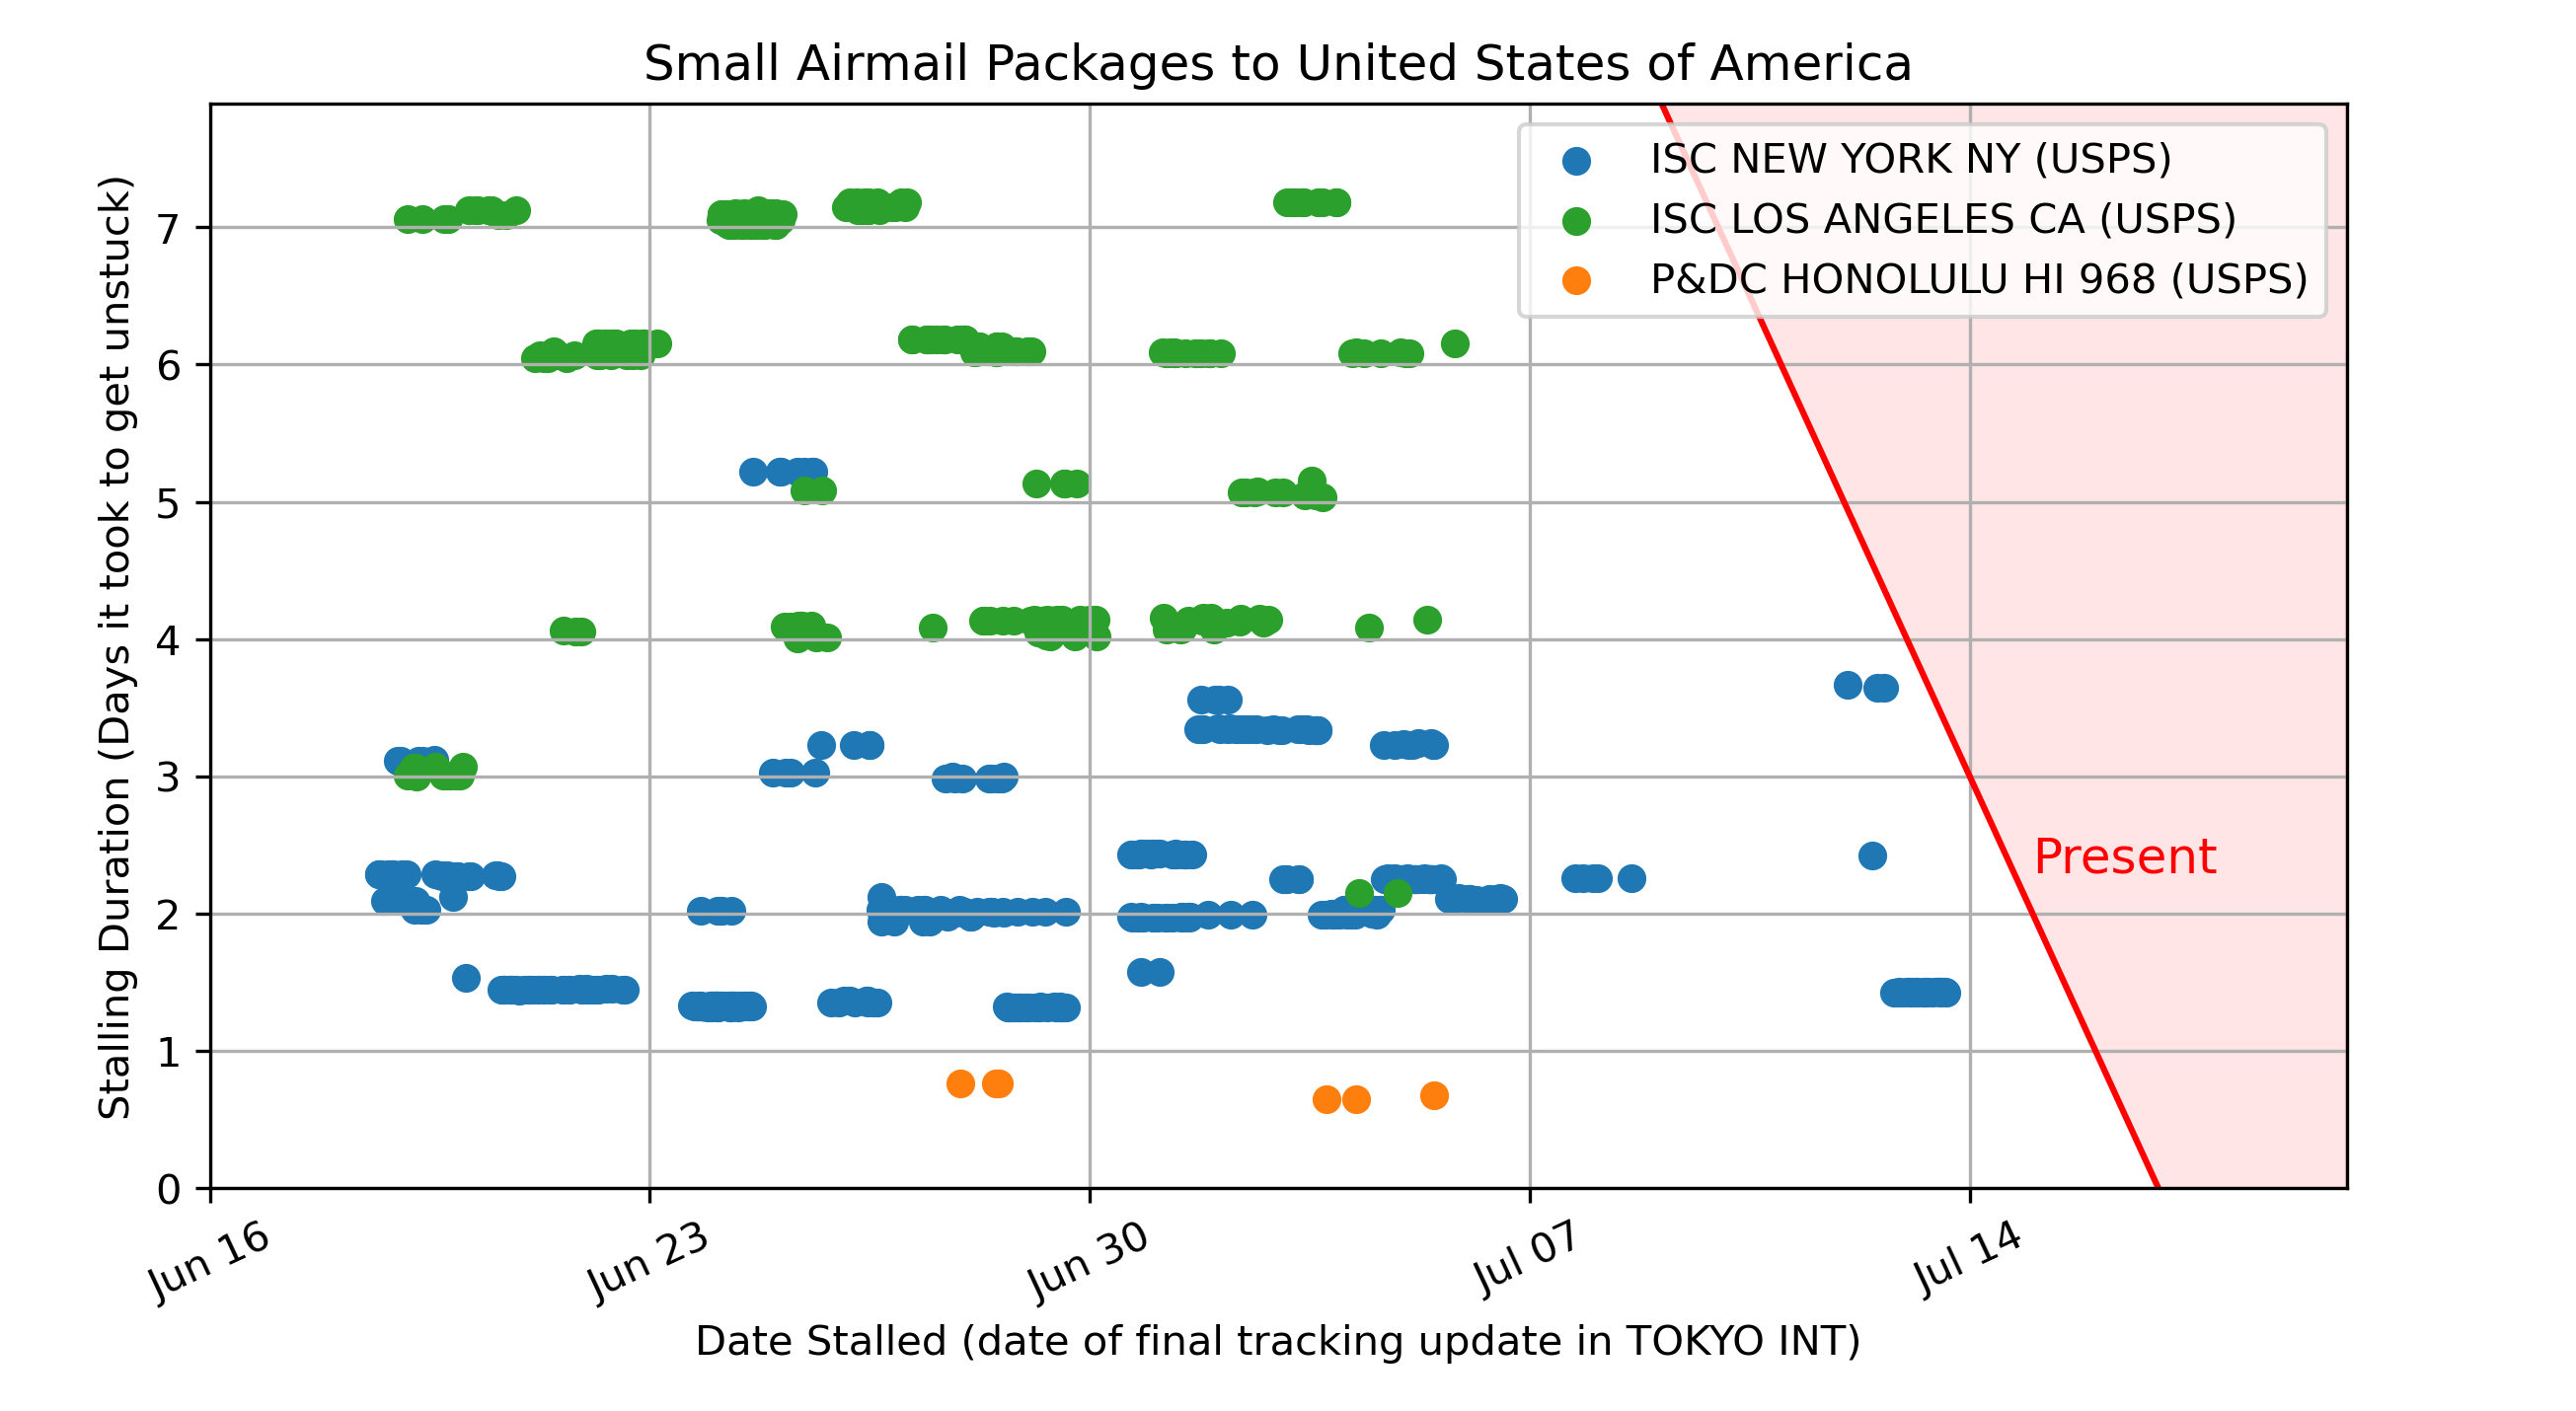 Small Airmail Packages to United States of America
Stalling Duration (Days it took to get unstuck)
7
6
5
4
3
2
1
0
ISC NEW YORK NY (USPS)
ISC LOS ANGELES CA (USPS)
P&DC HONOLULU HI 968 (USPS)
Present
Jun 16
Jun 23
Jun 30
Jul 07
Jul 14
Date Stalled (date of final tracking update in TOKYO INT)